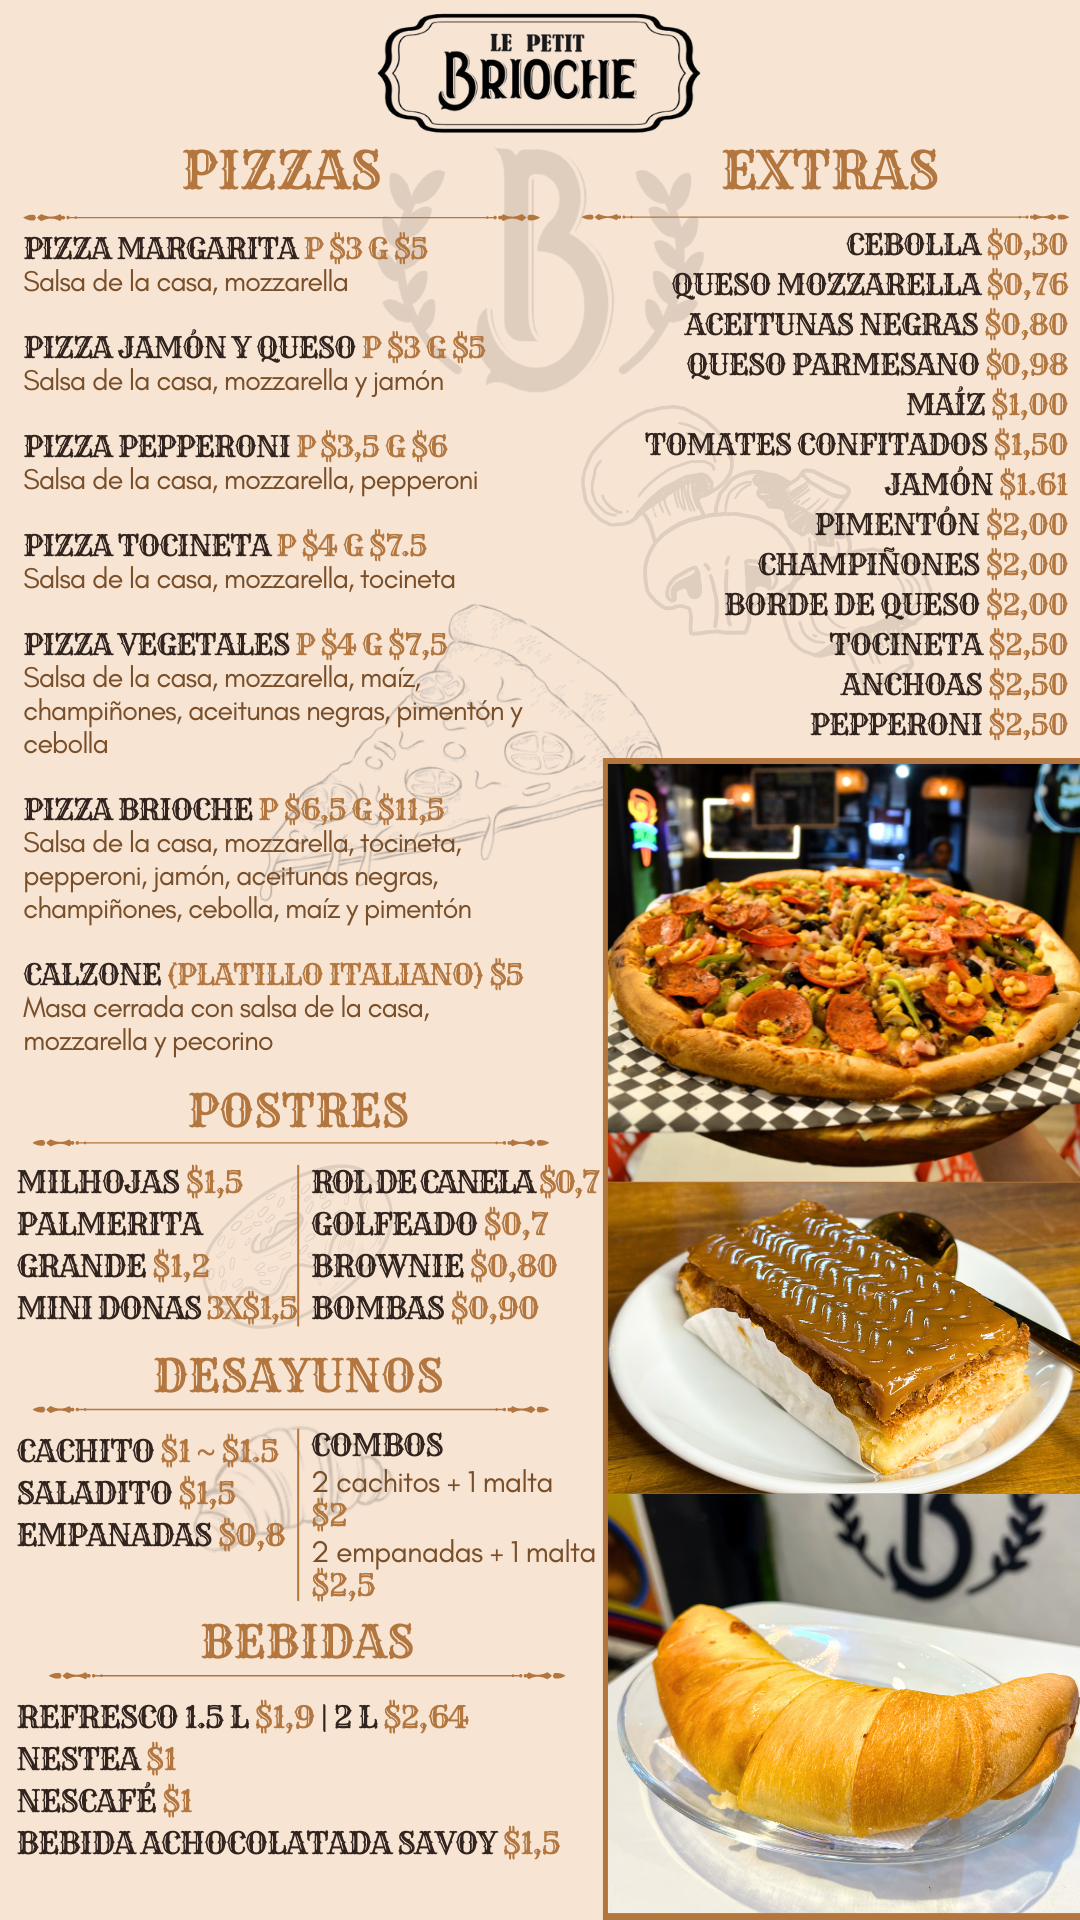 LE PETIT
BRIOCHE
PIZZAS
PIZZA MARGARITA P $3 G $5
Salsa de la casa, mozzarella
PIZZA JAMÓN Y QUESO P $3 G $5
Salsa de la casa, mozzarella y jamón
PIZZA PEPPERONI P $3,5 G $6
Salsa de la casa, mozzarella, pepperoni
PIZZA TOCINETA P $4 G $7.5
Salsa de la casa, mozzarella, tocineta
PIZZA VEGETALES P $4 G $7,5
Salsa de la casa, mozzarella, maíz,
champiñones, aceitunas negras, pimentón y
cebolla
PIZZA BRIOCHE P $6,5 G $11,5
Salsa de la casa, mozzarella, tocineta,
pepperoni, jamón, aceitunas negras,
champiñones, cebolla, maíz y pimentón
CALZONE (PLATILLO ITALIANO) $5
Masa cerrada con salsa de la casa,
mozzarella y pecorino
EXTRAS
CEBOLLA $0,30
QUESO MOZZARELLA $0,76
ACEITUNAS NEGRAS $0,80
QUESO PARMESANO $0,98
MAÍZ $1,00
TOMATES CONFITADOS $1,50
JAMÓN $1.61
PIMENTÓN $2,00
CHAMPIÑONES $2,00
BORDE DE QUESO $2,00
TOCINETA $2,50
ANCHOAS $2,50
PEPPERONI $2,50
POSTRES
MILHOJAS $1,5
PALMERITA
GRANDE $1,2
MINI DONAS 3X$1,5
ROL DE CANELA $0,7
GOLFEADO $0,7
BROWNIE $0,80
BOMBAS $0,90
DESAYUNOS
CACHITO $1 ~ $1.5
SALADITO $1,5
EMPANADAS $0,8
COMBOS
2 cachitos + 1 malta
$2
2 empanadas + 1 malta
$2,5
BEBIDAS
REFRESCO 1.5 L $1,9 | 2 L $2,64
NESTEA $1
NESCAFÉ $1
BEBIDA ACHOCOLATADA SAVOY $1,5
B
B